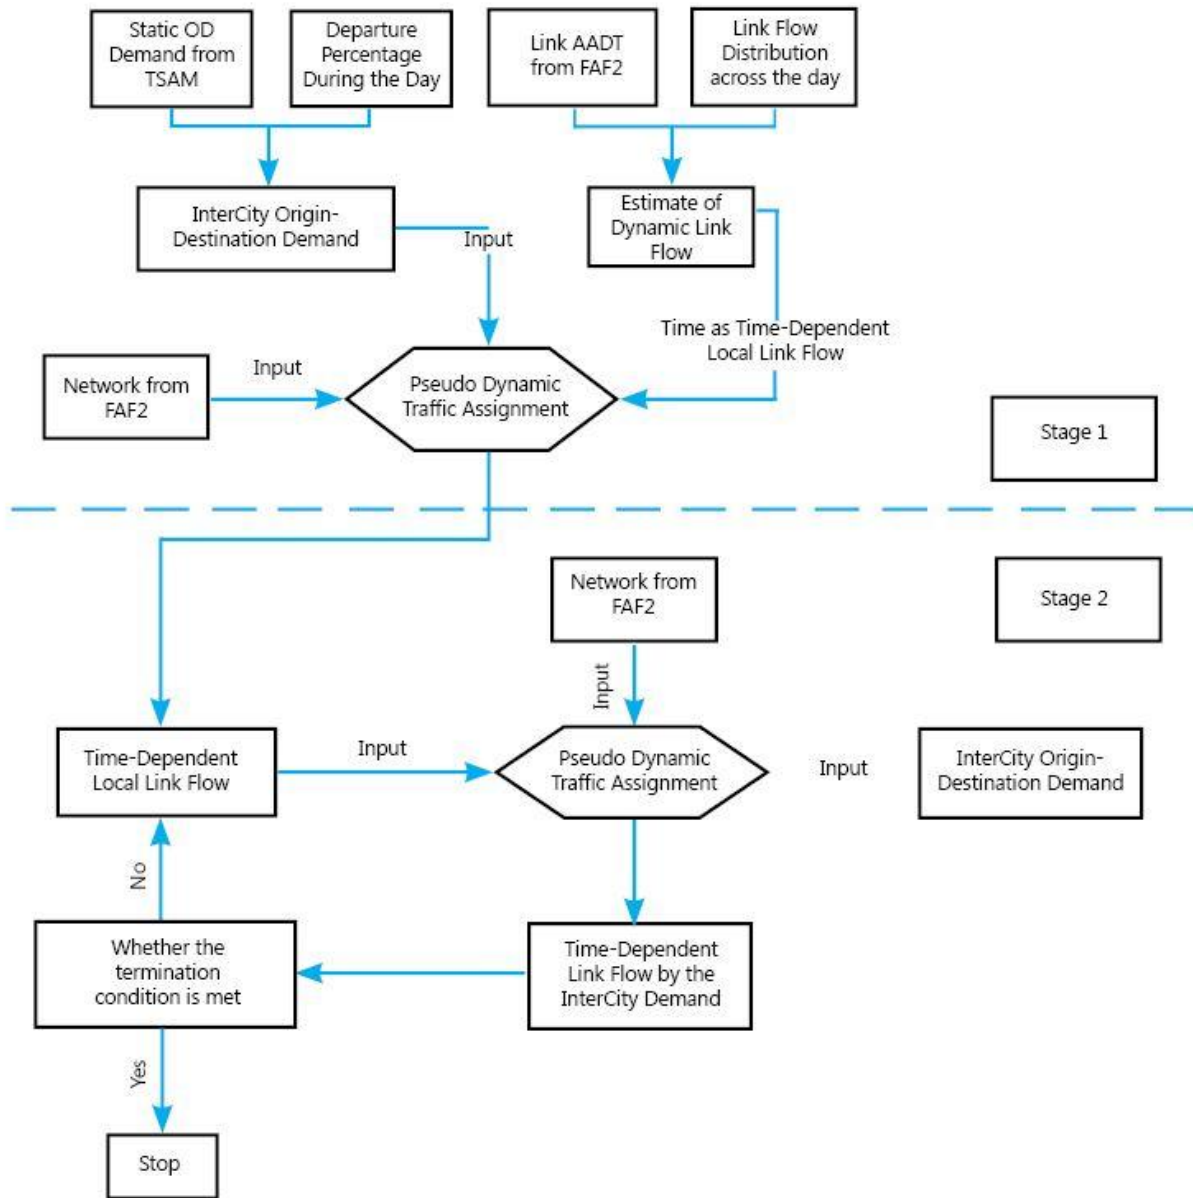 Static OD
Demand from
TSAM
Departure
Percentage
During the Day
Link AADT
from FAF2
Link Flow
Distribution
across the day
InterCity Origin-
Destination Demand
Input
Estimate of
Dynamic Link
Flow
Time as Time-Dependent
Local Link Flow
Network from
FAF2
Input
Pseudo Dynamic
Traffic Assignment
Stage 1
Network from
FAF2
Stage 2
Input
Time-Dependent
Local Link Flow
Input
Pseudo Dynamic
Traffic Assignment
Input
InterCity Origin-
Destination Demand
No
Whether the
termination
condition is met
Time-Dependent
Link Flow by the
InterCity Demand
Yes
Stop